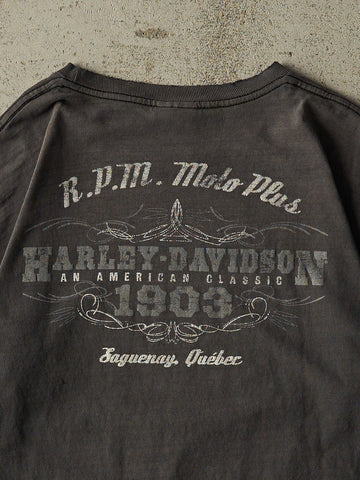 R.P.M. Moto Plus
HARLEY-DAVIDSON
AN AMERICAN CLASSIC
1903
Saguenay, Québec